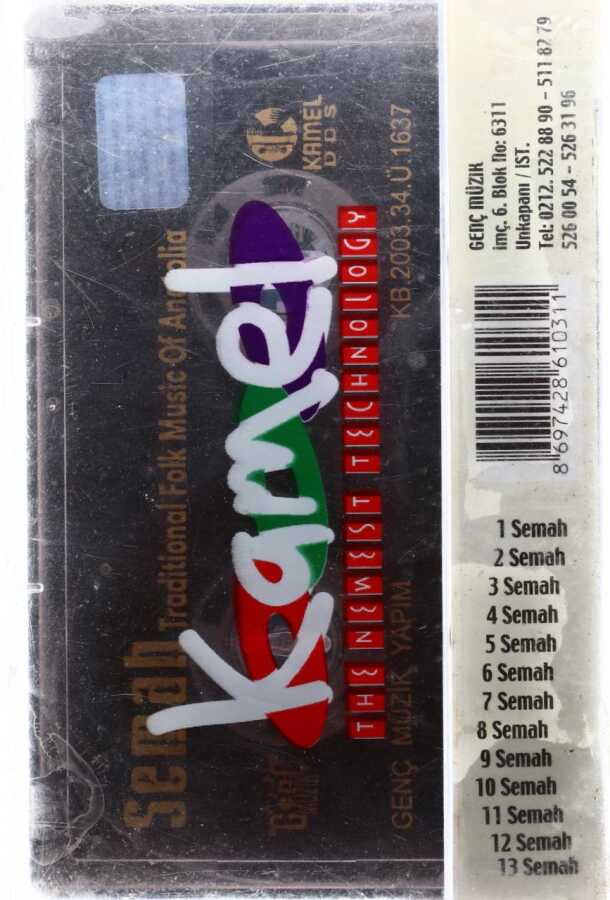 Semah
Traditional Folk Music Of Anatolia
Kamel
THE NEWEST TECHNOLOGY
KAMEL
DDS
GENÇ MÜZİK YAPIM
KB.2003.34.Ü.1637
GENÇ MÜZİK
imç, 6. Blok No: 6311
Unkapanı / İST.
Tel: 0212. 522 88 90 – 511 82 79
526 00 54 – 526 31 96
8 697428 610311
1 Semah
2 Semah
3 Semah
4 Semah
5 Semah
6 Semah
7 Semah
8 Semah
9 Semah
10 Semah
11 Semah
12 Semah
13 Semah